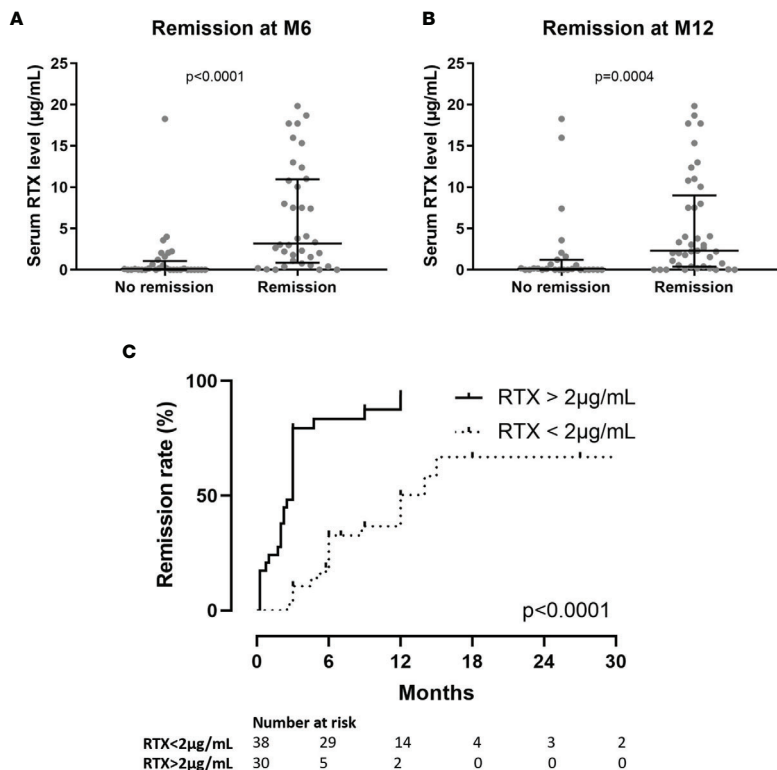 A
Remission at M6
p<0.0001
Serum RTX level (µg/mL)
25
20
15
10
5
0
No remission
Remission
B
Remission at M12
p=0.0004
Serum RTX level (µg/mL)
25
20
15
10
5
0
No remission
Remission
C
Remission rate (%)
100
50
0
RTX > 2µg/mL
RTX < 2µg/mL
p<0.0001
0 6 12 18 24 30
Months
Number at risk
RTX<2µg/mL 38 29 14 4 3 2
RTX>2µg/mL 30 5 2 0 0 0